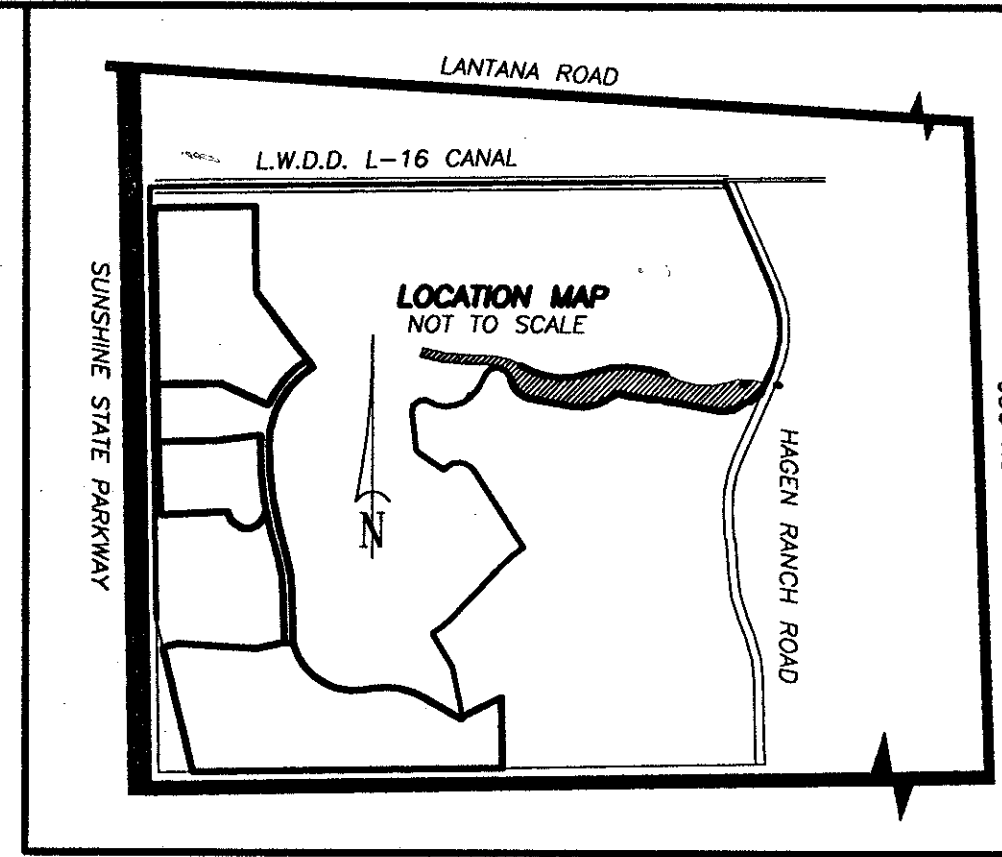 LANTANA ROAD
L.W.D.D. L-16 CANAL
SUNSHINE STATE PARKWAY
LOCATION MAP
NOT TO SCALE
N
HAGEN RANCH ROAD